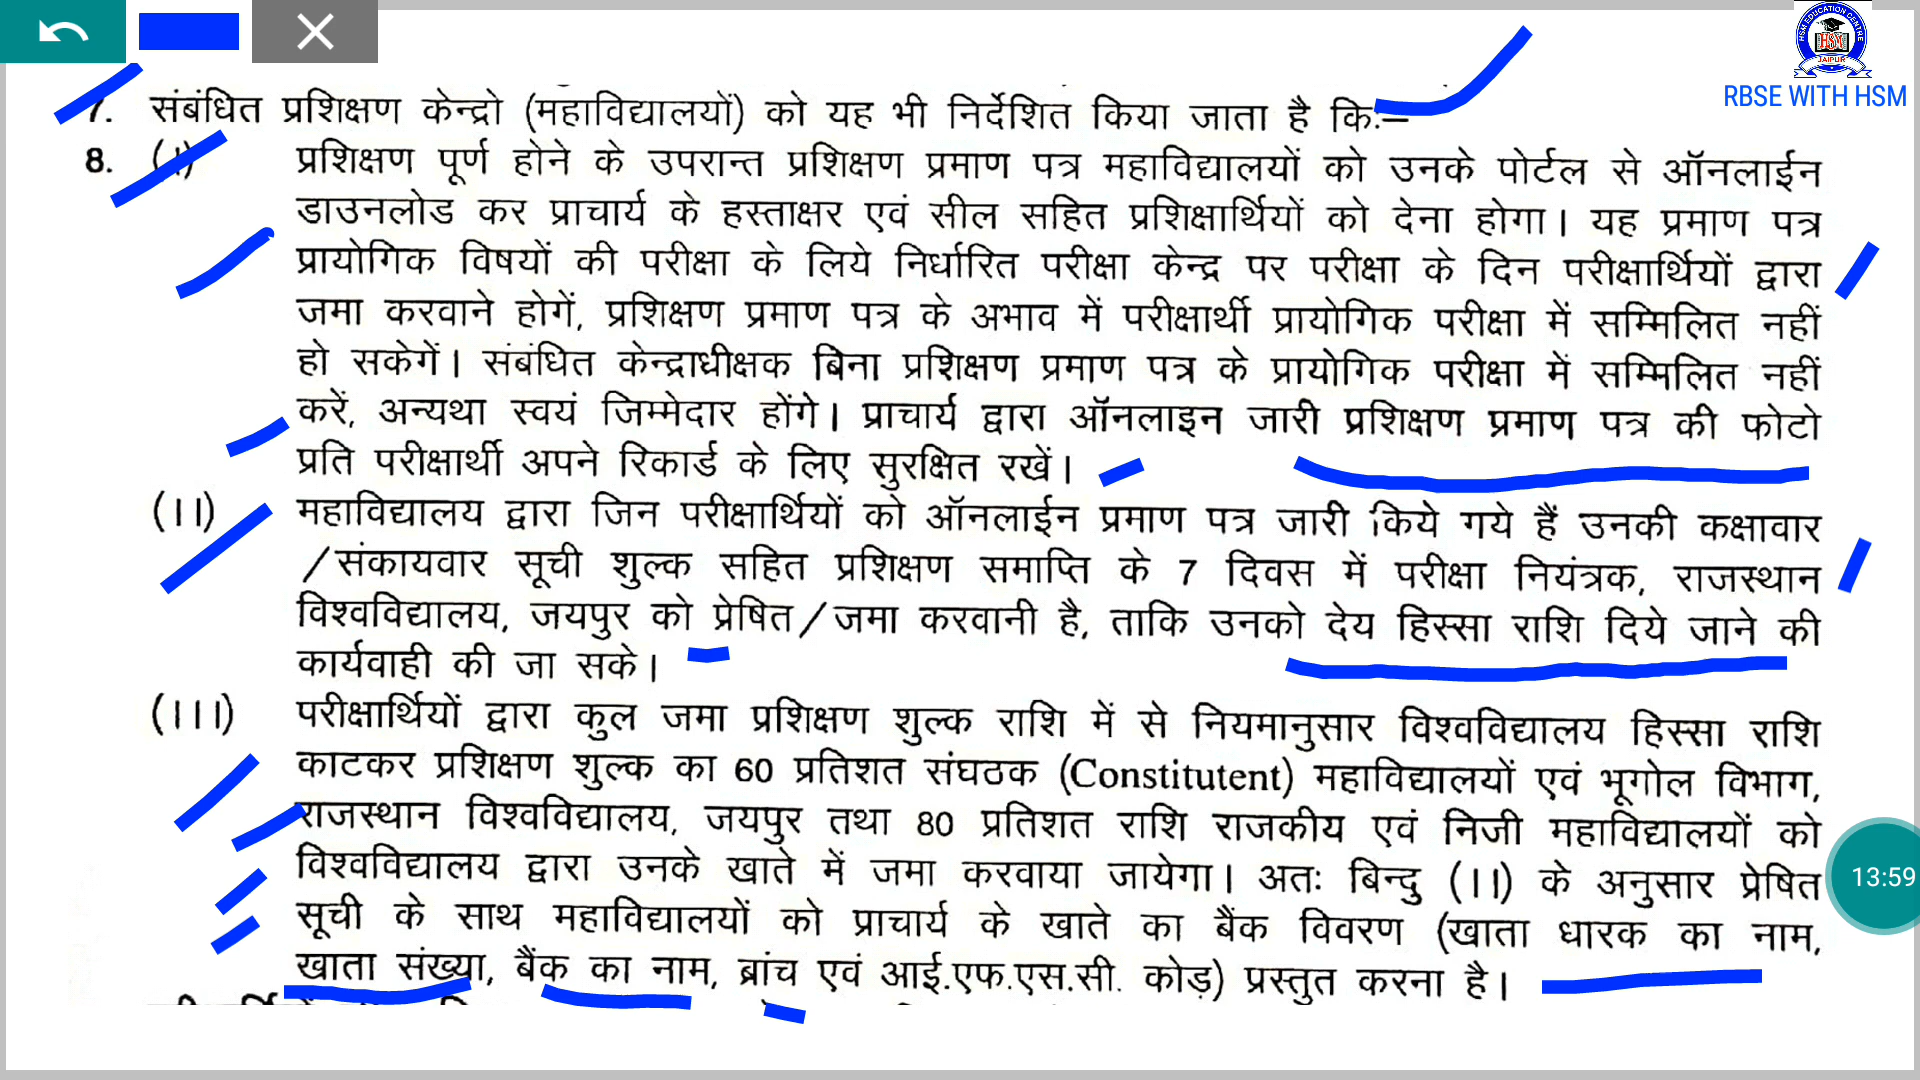 HSM EDUCATION CENTRE
HSM
JAIPUR
RBSE WITH HSM
7. संबंधित प्रशिक्षण केन्द्रो (महाविद्यालयों) को यह भी निर्देशित किया जाता है कि:–
8. (I) प्रशिक्षण पूर्ण होने के उपरान्त प्रशिक्षण प्रमाण पत्र महाविद्यालयों को उनके पोर्टल से ऑनलाईन
डाउनलोड कर प्राचार्य के हस्ताक्षर एवं सील सहित प्रशिक्षार्थियों को देना होगा। यह प्रमाण पत्र
प्रायोगिक विषयों की परीक्षा के लिये निर्धारित परीक्षा केन्द्र पर परीक्षा के दिन परीक्षार्थियों द्वारा
जमा करवाने होगें, प्रशिक्षण प्रमाण पत्र के अभाव में परीक्षार्थी प्रायोगिक परीक्षा में सम्मिलित नहीं
हो सकेगें। संबंधित केन्द्राधीक्षक बिना प्रशिक्षण प्रमाण पत्र के प्रायोगिक परीक्षा में सम्मिलित नहीं
करें, अन्यथा स्वयं जिम्मेदार होंगे। प्राचार्य द्वारा ऑनलाइन जारी प्रशिक्षण प्रमाण पत्र की फोटो
प्रति परीक्षार्थी अपने रिकार्ड के लिए सुरक्षित रखें।
(II) महाविद्यालय द्वारा जिन परीक्षार्थियों को ऑनलाईन प्रमाण पत्र जारी किये गये हैं उनकी कक्षावार
/संकायवार सूची शुल्क सहित प्रशिक्षण समाप्ति के 7 दिवस में परीक्षा नियंत्रक, राजस्थान
विश्वविद्यालय, जयपुर को प्रेषित/जमा करवानी है, ताकि उनको देय हिस्सा राशि दिये जाने की
कार्यवाही की जा सके।
(III) परीक्षार्थियों द्वारा कुल जमा प्रशिक्षण शुल्क राशि में से नियमानुसार विश्वविद्यालय हिस्सा राशि
काटकर प्रशिक्षण शुल्क का 60 प्रतिशत संघठक (Constitutent) महाविद्यालयों एवं भूगोल विभाग,
राजस्थान विश्वविद्यालय, जयपुर तथा 80 प्रतिशत राशि राजकीय एवं निजी महाविद्यालयों को
विश्वविद्यालय द्वारा उनके खाते में जमा करवाया जायेगा। अतः बिन्दु (II) के अनुसार प्रेषित
सूची के साथ महाविद्यालयों को प्राचार्य के खाते का बैंक विवरण (खाता धारक का नाम,
खाता संख्या, बैंक का नाम, ब्रांच एवं आई.एफ.एस.सी. कोड़) प्रस्तुत करना है।
13:59